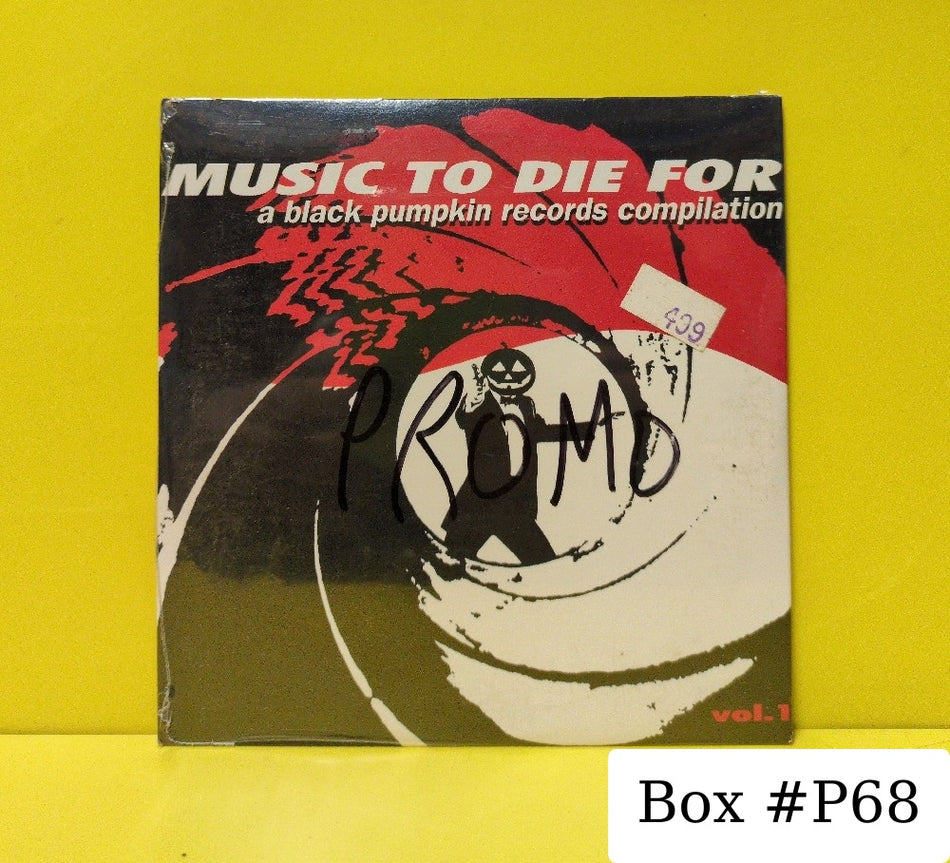 MUSIC TO DIE FOR
a black pumpkin records compilation
409
PROMO
vol.1
Box #P68